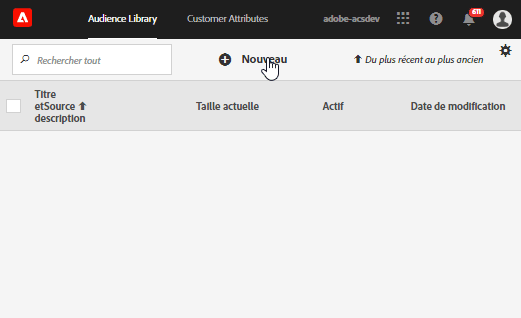 Audience Library Customer Attributes adobe-acsdev 611
Rechercher tout Nouveau Du plus récent au plus ancien
Titre
etSource Taille actuelle Actif Date de modification
description